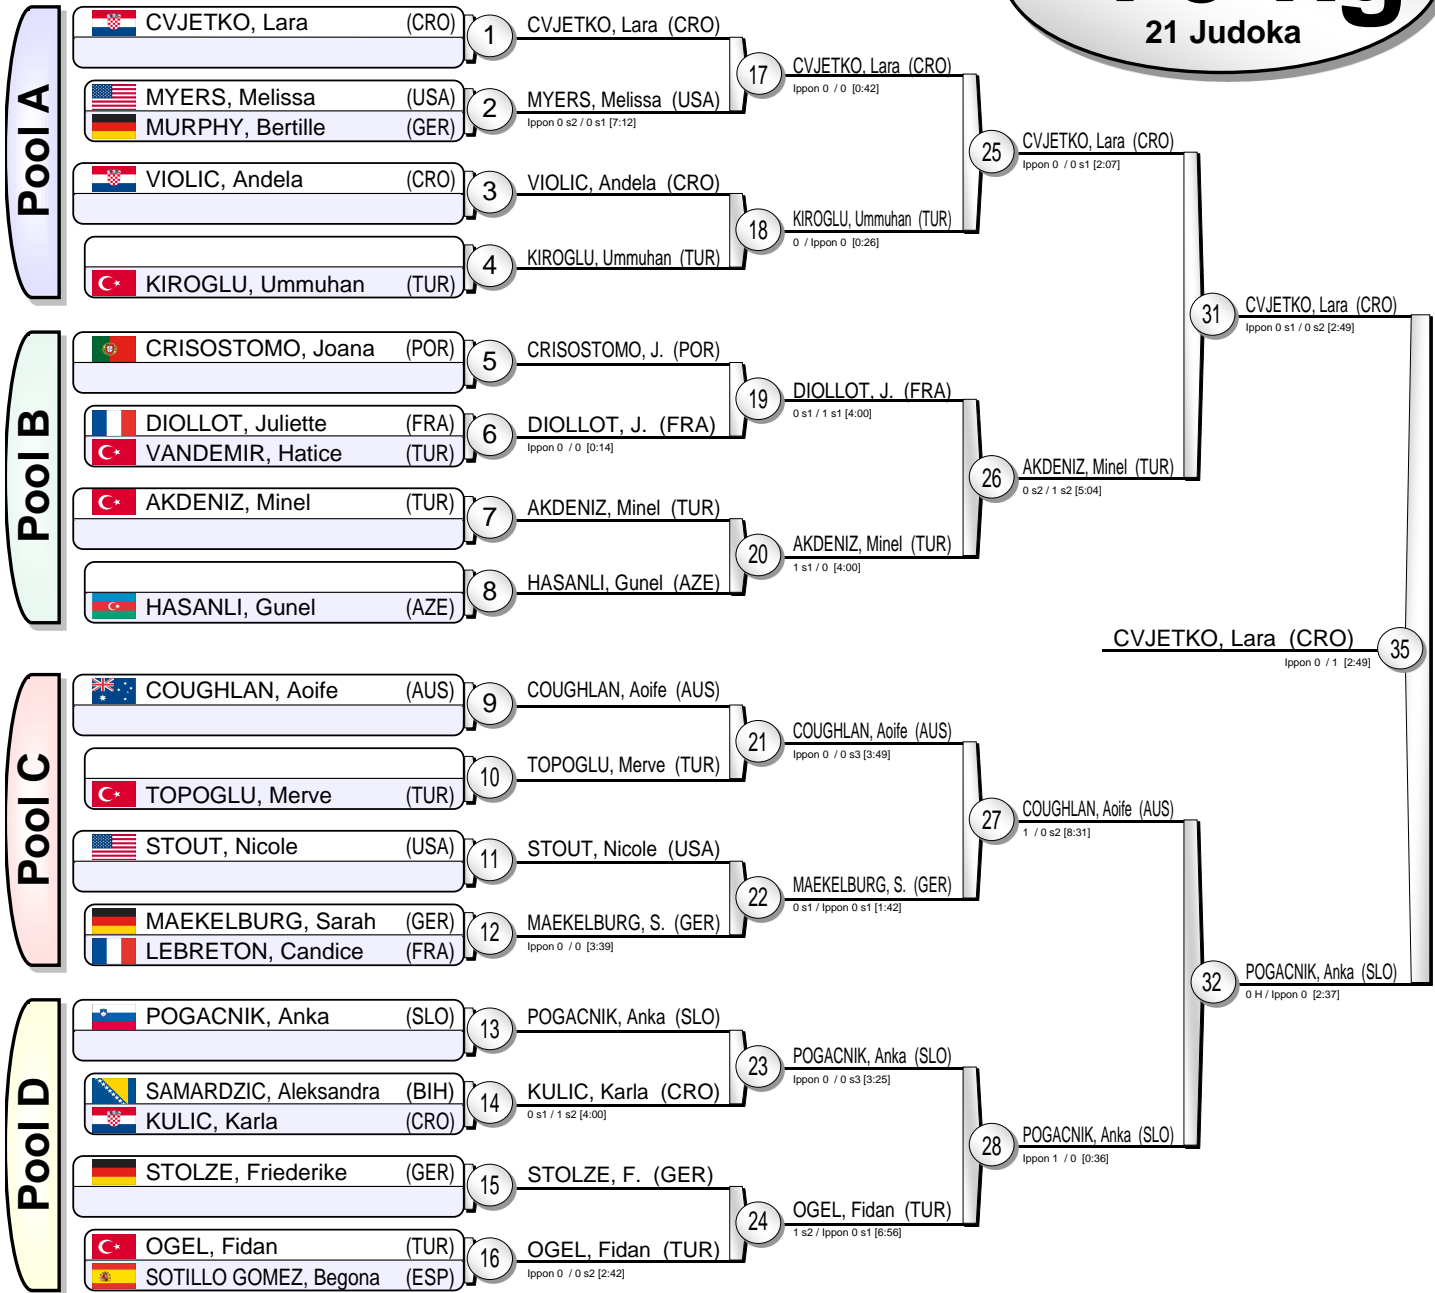 21 Judoka
Pool A
CVJETKO, Lara (CRO)
1
CVJETKO, Lara (CRO)
MYERS, Melissa (USA)
MURPHY, Bertille (GER)
2
MYERS, Melissa (USA)
Ippon 0 s2 / 0 s1 [7:12]
17
CVJETKO, Lara (CRO)
Ippon 0 / 0 [0:42]
VIOLIC, Andela (CRO)
3
VIOLIC, Andela (CRO)
KIROGLU, Ummuhan (TUR)
4
KIROGLU, Ummuhan (TUR)
18
KIROGLU, Ummuhan (TUR)
0 / Ippon 0 [0:26]
25
CVJETKO, Lara (CRO)
Ippon 0 / 0 s1 [2:07]
Pool B
CRISOSTOMO, Joana (POR)
5
CRISOSTOMO, J. (POR)
DIOLLOT, Juliette (FRA)
VANDEMIR, Hatice (TUR)
6
DIOLLOT, J. (FRA)
Ippon 0 / 0 [0:14]
19
DIOLLOT, J. (FRA)
0 s1 / 1 s1 [4:00]
AKDENIZ, Minel (TUR)
7
AKDENIZ, Minel (TUR)
HASANLI, Gunel (AZE)
8
HASANLI, Gunel (AZE)
20
AKDENIZ, Minel (TUR)
1 s1 / 0 [4:00]
26
AKDENIZ, Minel (TUR)
0 s2 / 1 s2 [5:04]
31
CVJETKO, Lara (CRO)
Ippon 0 s1 / 0 s2 [2:49]
CVJETKO, Lara (CRO)
35
Ippon 0 / 1 [2:49]
Pool C
COUGHLAN, Aoife (AUS)
9
COUGHLAN, Aoife (AUS)
TOPOGLU, Merve (TUR)
10
TOPOGLU, Merve (TUR)
21
COUGHLAN, Aoife (AUS)
Ippon 0 / 0 s3 [3:49]
STOUT, Nicole (USA)
11
STOUT, Nicole (USA)
MAEKELBURG, Sarah (GER)
LEBRETON, Candice (FRA)
12
MAEKELBURG, S. (GER)
Ippon 0 / 0 [3:39]
22
MAEKELBURG, S. (GER)
0 s1 / Ippon 0 s1 [1:42]
27
COUGHLAN, Aoife (AUS)
1 / 0 s2 [8:31]
Pool D
POGACNIK, Anka (SLO)
13
POGACNIK, Anka (SLO)
SAMARDZIC, Aleksandra (BIH)
KULIC, Karla (CRO)
14
KULIC, Karla (CRO)
0 s1 / 1 s2 [4:00]
23
POGACNIK, Anka (SLO)
Ippon 0 / 0 s3 [3:25]
STOLZE, Friederike (GER)
15
STOLZE, F. (GER)
OGEL, Fidan (TUR)
SOTILLO GOMEZ, Begona (ESP)
16
OGEL, Fidan (TUR)
Ippon 0 / 0 s2 [2:42]
24
OGEL, Fidan (TUR)
1 s2 / Ippon 0 s1 [6:56]
28
POGACNIK, Anka (SLO)
Ippon 1 / 0 [0:36]
32
POGACNIK, Anka (SLO)
0 H / Ippon 0 [2:37]